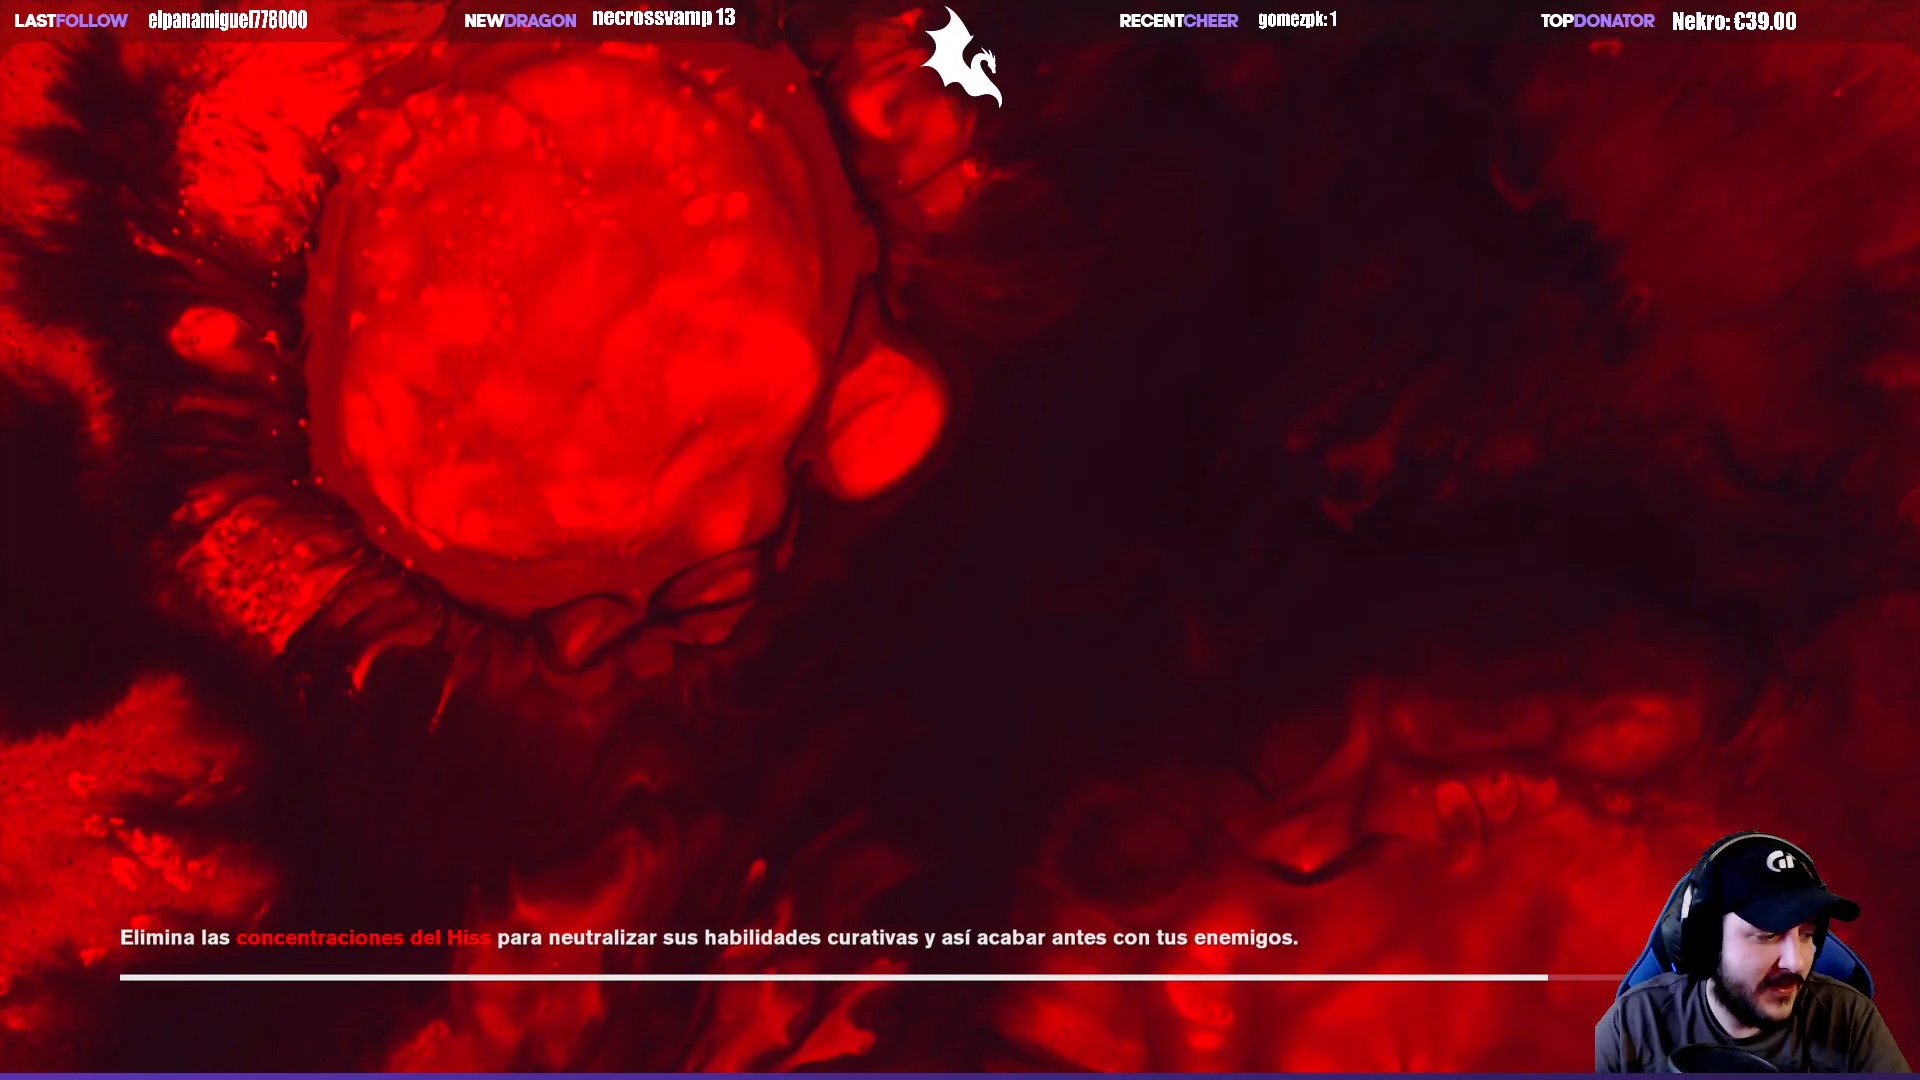 LASTFOLLOW elpanamiguel778000 NEWDRAGON necrossvamp 13 RECENTCHEER gomezpk: 1 TOPDONATOR Nekro: €39.00
Elimina las concentraciones del Hiss para neutralizar sus habilidades curativas y así acabar antes con tus enemigos.